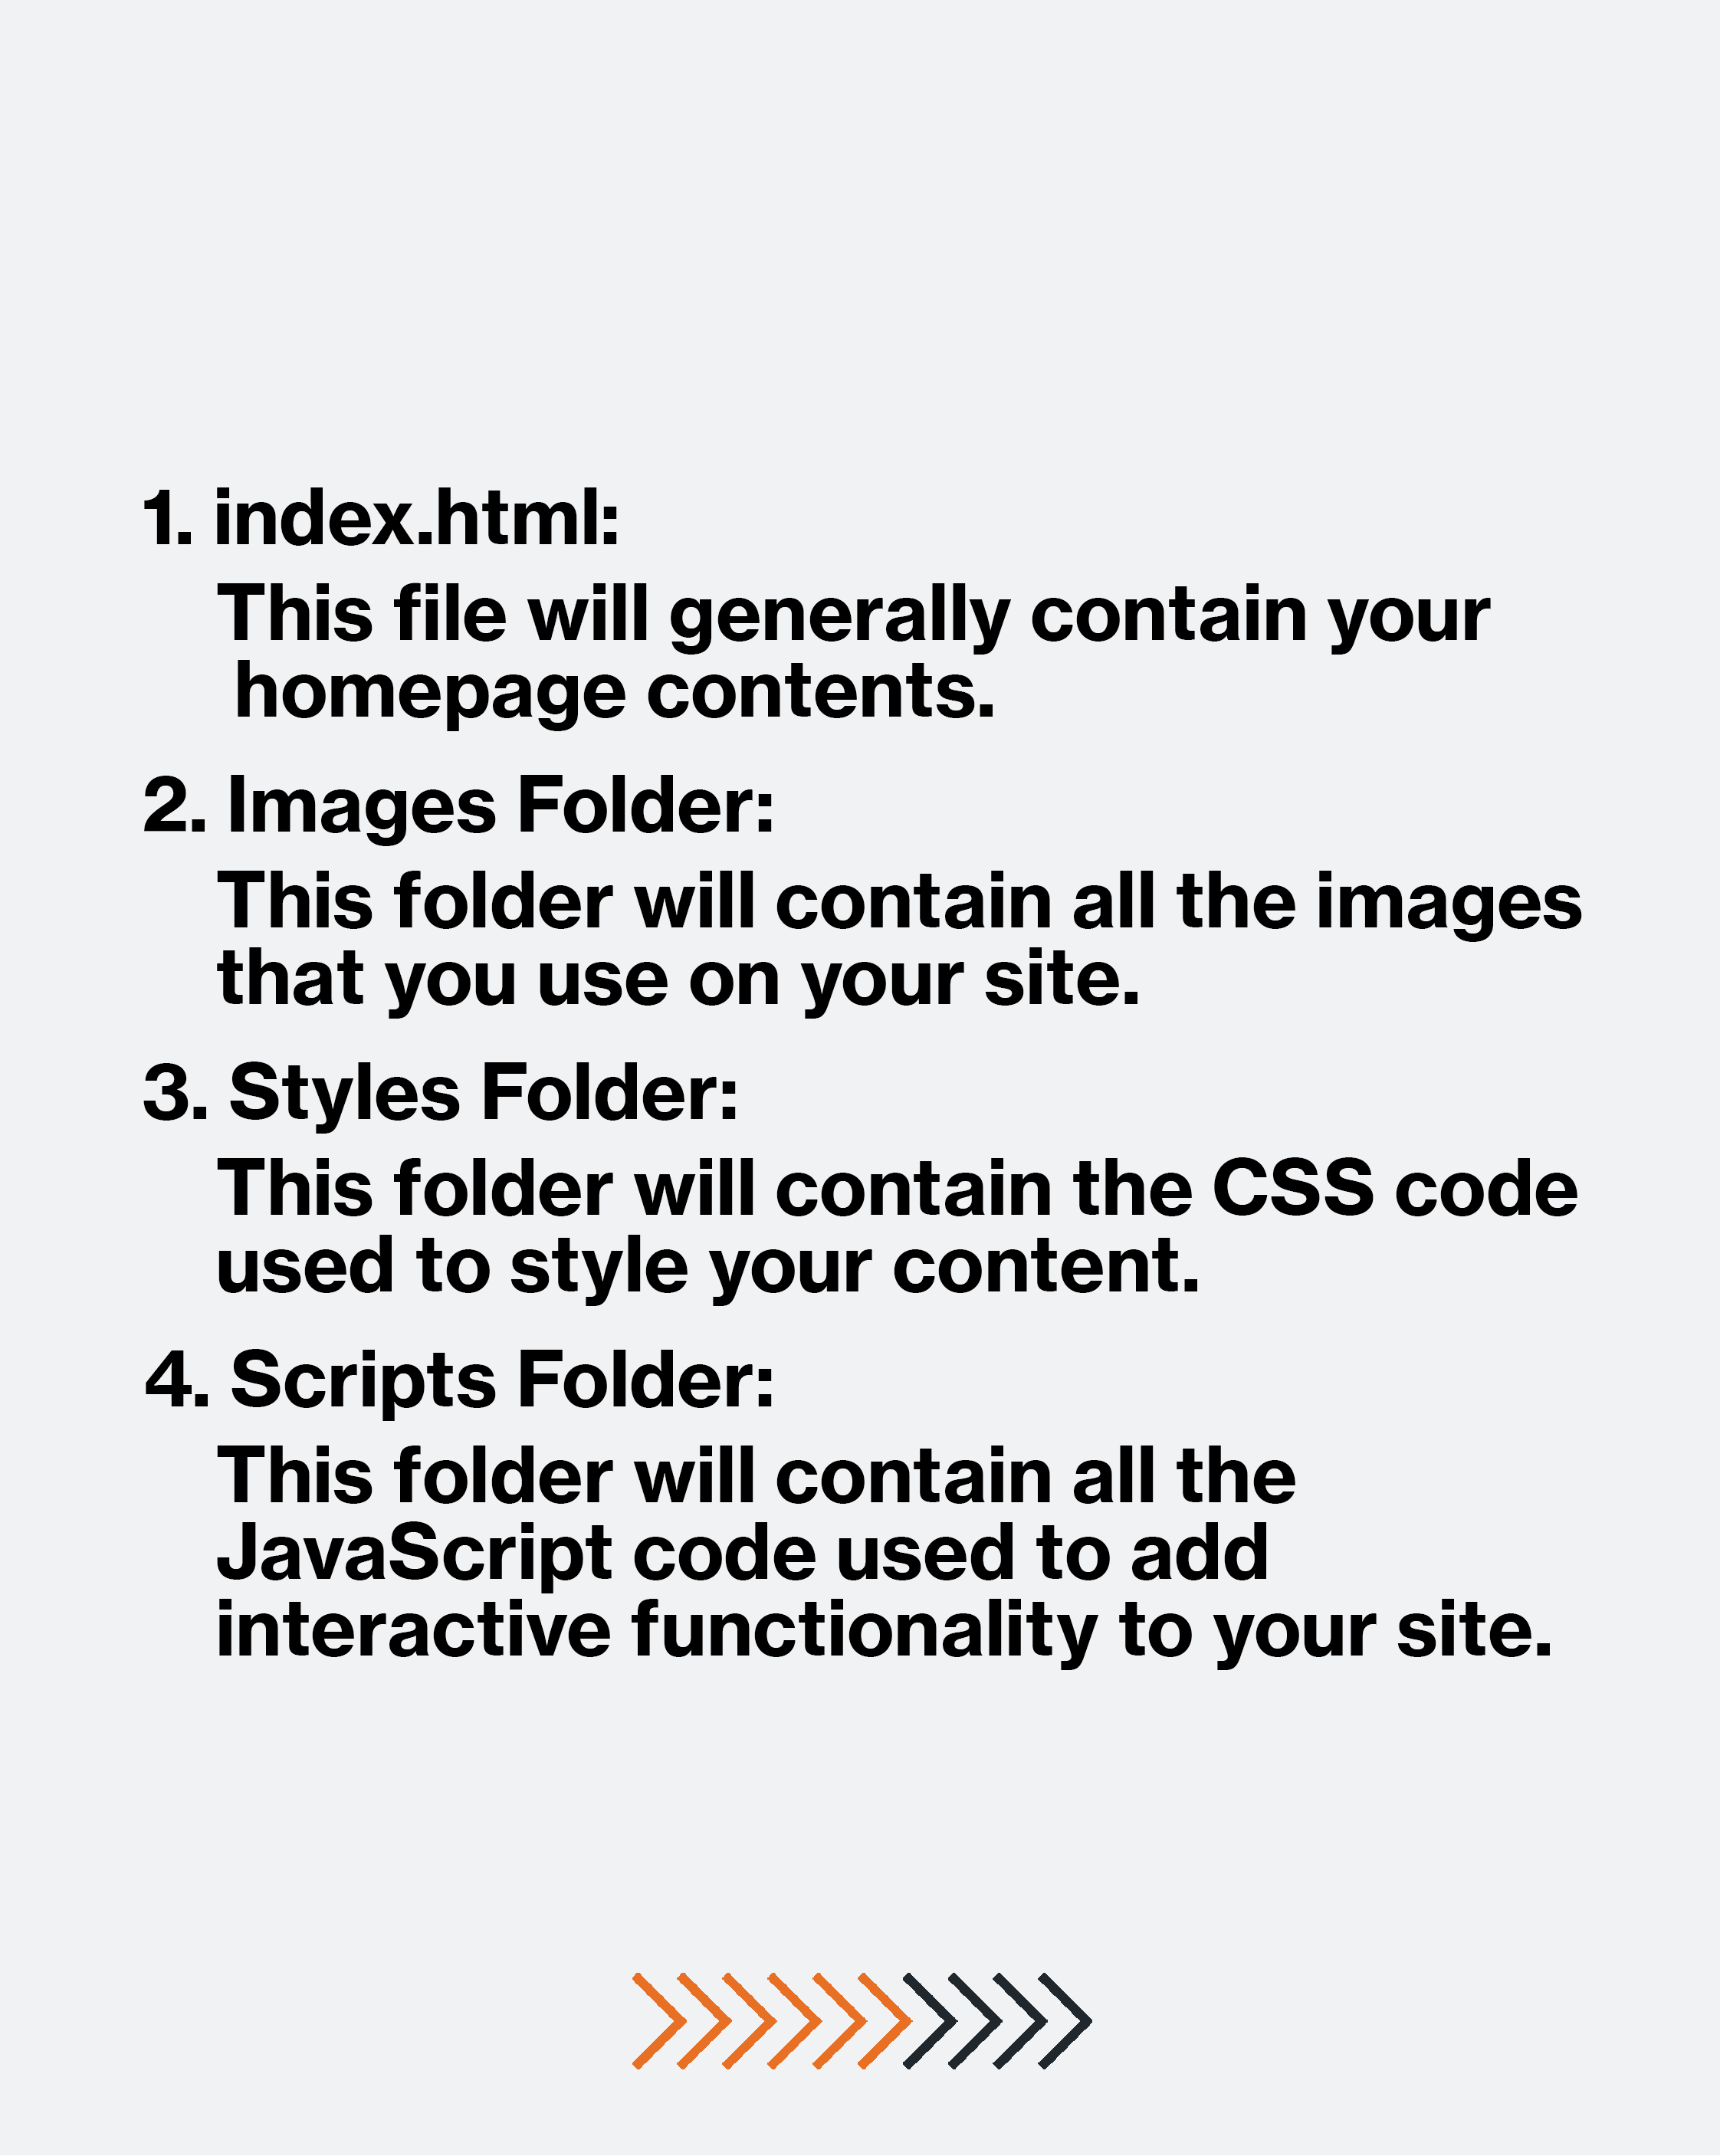 1. index.html:
This file will generally contain your
homepage contents.
2. Images Folder:
This folder will contain all the images
that you use on your site.
3. Styles Folder:
This folder will contain the CSS code
used to style your content.
4. Scripts Folder:
This folder will contain all the
JavaScript code used to add
interactive functionality to your site.